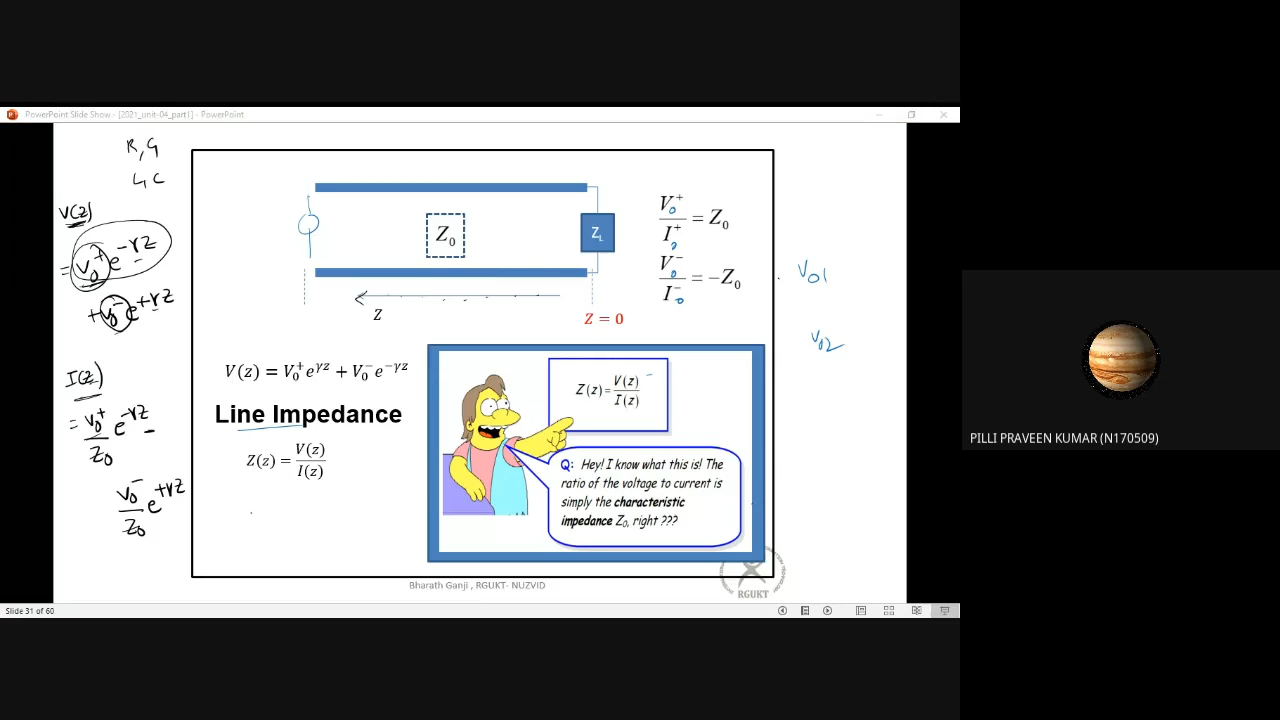 PowerPoint Slide Show - [2021_unit-04_part1] - PowerPoint
R, G
L, C
V(z)
= V₀⁺e^-γz
+ V₀⁻e^+γz
I(z)
= V₀⁺/Z₀ e^-γz
V₀⁻/Z₀ e^+γz
Z₀
Z_L
V₀⁺/I₀⁺ = Z₀
V₀⁻/I₀⁻ = −Z₀
V01
V02
z
Z = 0
V(z) = V₀⁺e^γz + V₀⁻e^-γz
Line Impedance
Z(z) = V(z)/I(z)
Z(z) = V(z)/I(z)
Q: Hey! I know what this is! The
ratio of the voltage to current is
simply the characteristic
impedance Z₀, right ???
Bharath Ganji , RGUKT- NUZVID
RGUKT
Slide 31 of 60
PILLI PRAVEEN KUMAR (N170509)